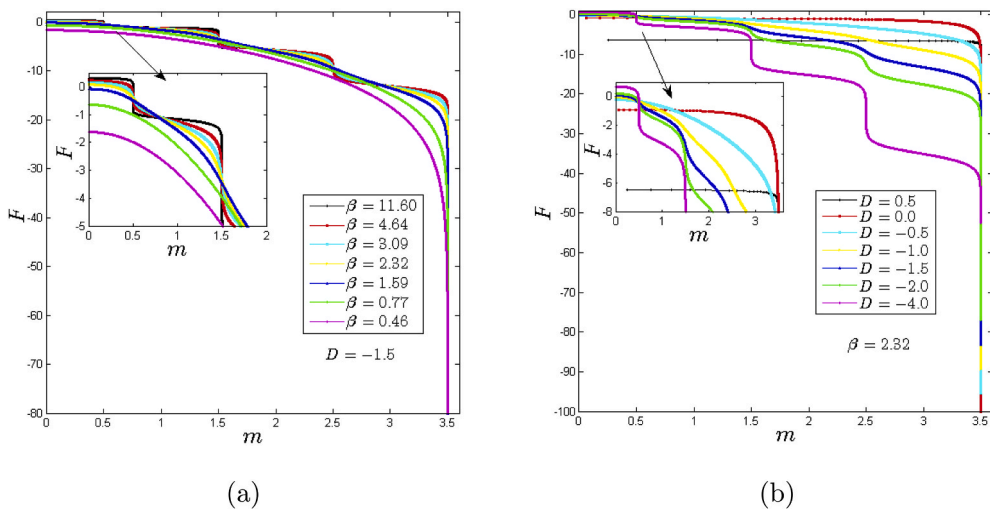 0
-10
-20
-30
-40
-50
-60
-70
-80
F
0 0.5 1 1.5 2 2.5 3 3.5
m
0
-1
-2
-3
-4
-5
F
0 0.5 1 1.5 2
m
β = 11.60
β = 4.64
β = 3.09
β = 2.32
β = 1.59
β = 0.77
β = 0.46
D = −1.5
(a)
0
-10
-20
-30
-40
-50
-60
-70
-80
-90
-100
F
0 0.5 1 1.5 2 2.5 3 3.5
m
0
-2
-4
-6
-8
F
0 1 2 3
m
D = 0.5
D = 0.0
D = −0.5
D = −1.0
D = −1.5
D = −2.0
D = −4.0
β = 2.32
(b)